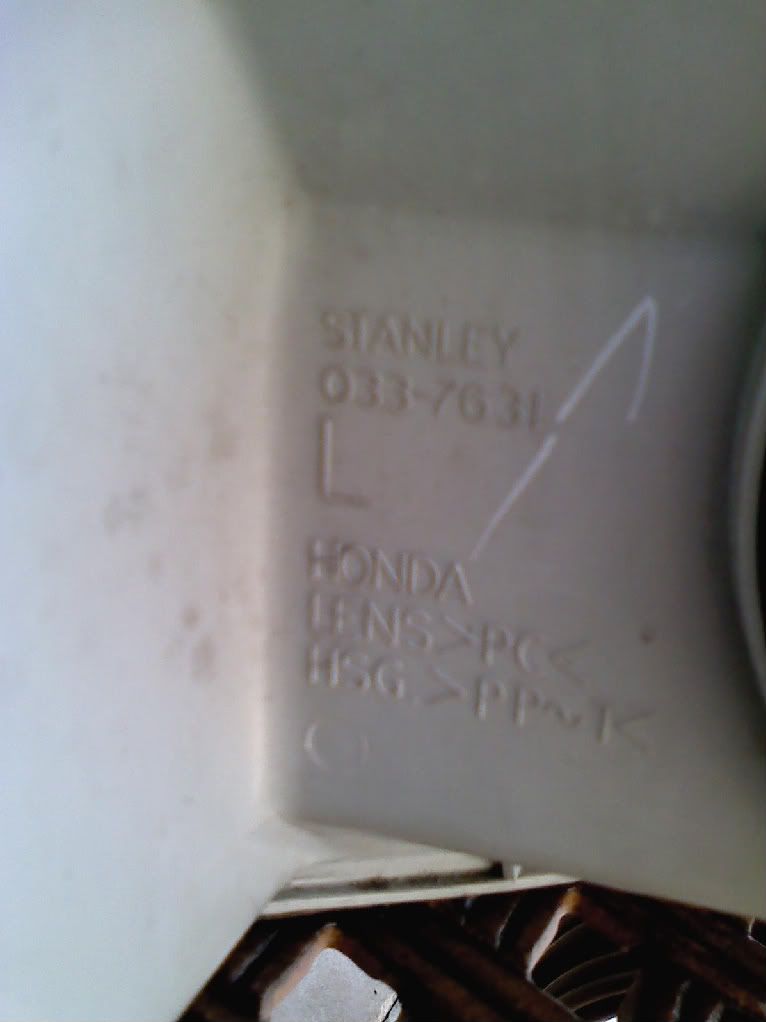 STANLEY
033-7631
L
HONDA
LENS>PC<
HSG.>PP~T<